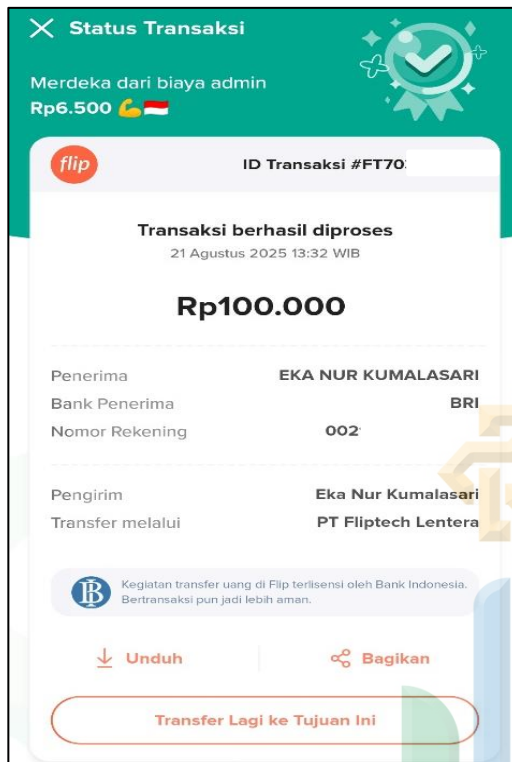 Status Transaksi
Merdeka dari biaya admin
Rp6.500 💪🇮🇩
flip
ID Transaksi #FT70
Transaksi berhasil diproses
21 Agustus 2025 13:32 WIB
Rp100.000
Penerima EKA NUR KUMALASARI
Bank Penerima BRI
Nomor Rekening 002
Pengirim Eka Nur Kumalasari
Transfer melalui PT Fliptech Lentera
Kegiatan transfer uang di Flip terlisensi oleh Bank Indonesia.
Bertransaksi pun jadi lebih aman.
Unduh
Bagikan
Transfer Lagi ke Tujuan Ini